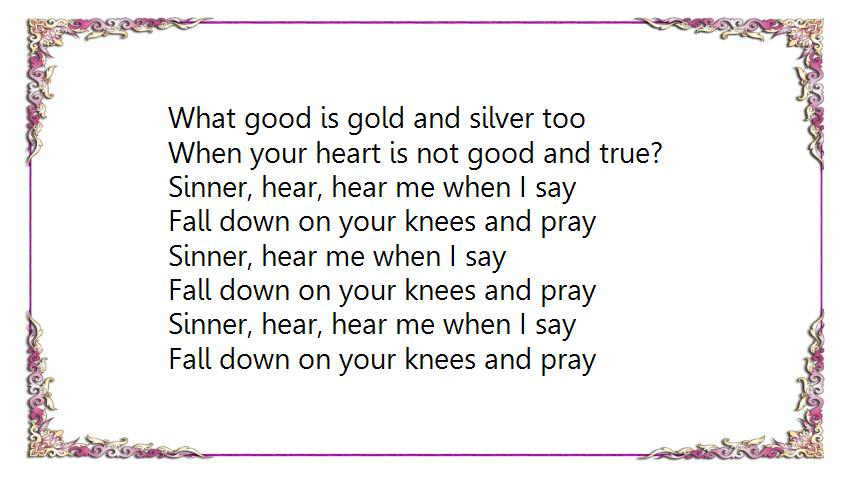 What good is gold and silver too
When your heart is not good and true?
Sinner, hear, hear me when I say
Fall down on your knees and pray
Sinner, hear me when I say
Fall down on your knees and pray
Sinner, hear, hear me when I say
Fall down on your knees and pray